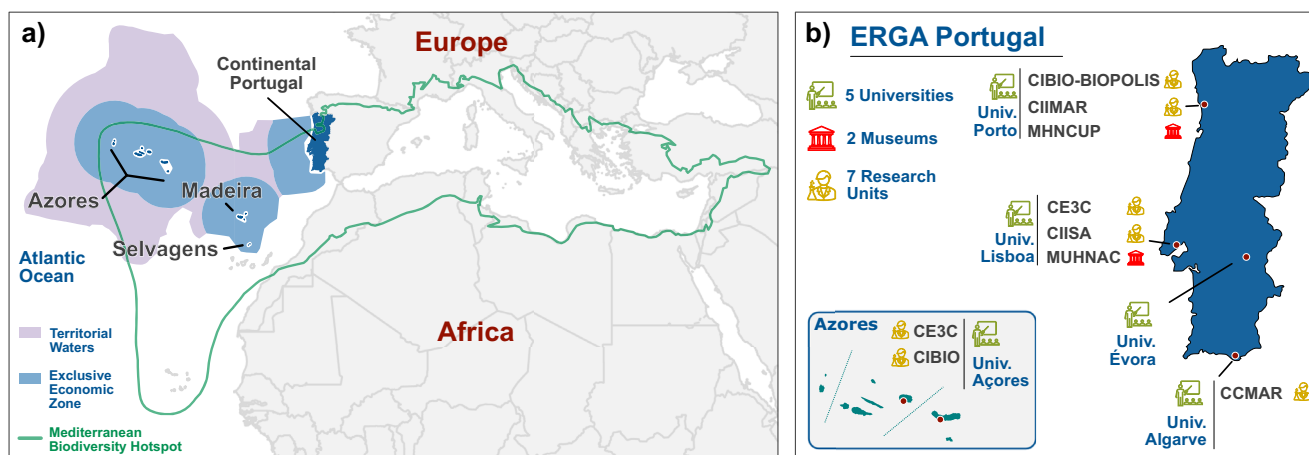 a)
Europe
Continental
Portugal
Azores
Madeira
Selvagens
Atlantic
Ocean
Africa
Territorial
Waters
Exclusive
Economic
Zone
Mediterranean
Biodiversity Hotspot
b)
ERGA Portugal
5 Universities
2 Museums
7 Research
Units
Univ.
Porto
CIBIO-BIOPOLIS
CIIMAR
MHNCUP
Univ.
Lisboa
CE3C
CIISA
MUHNAC
Univ.
Évora
Azores
CE3C
CIBIO
Univ.
Açores
Univ.
Algarve
CCMAR